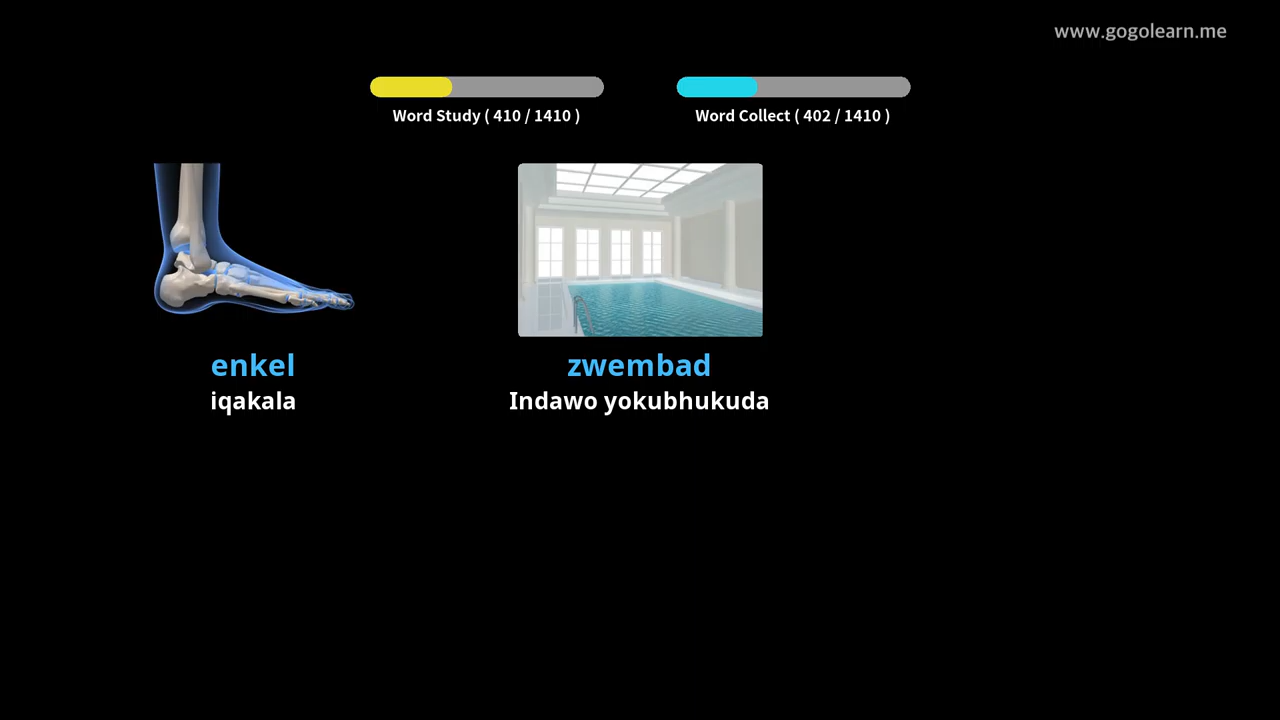 www.gogolearn.me
Word Study ( 410 / 1410 )
Word Collect ( 402 / 1410 )
enkel
iqakala
zwembad
Indawo yokubhukuda